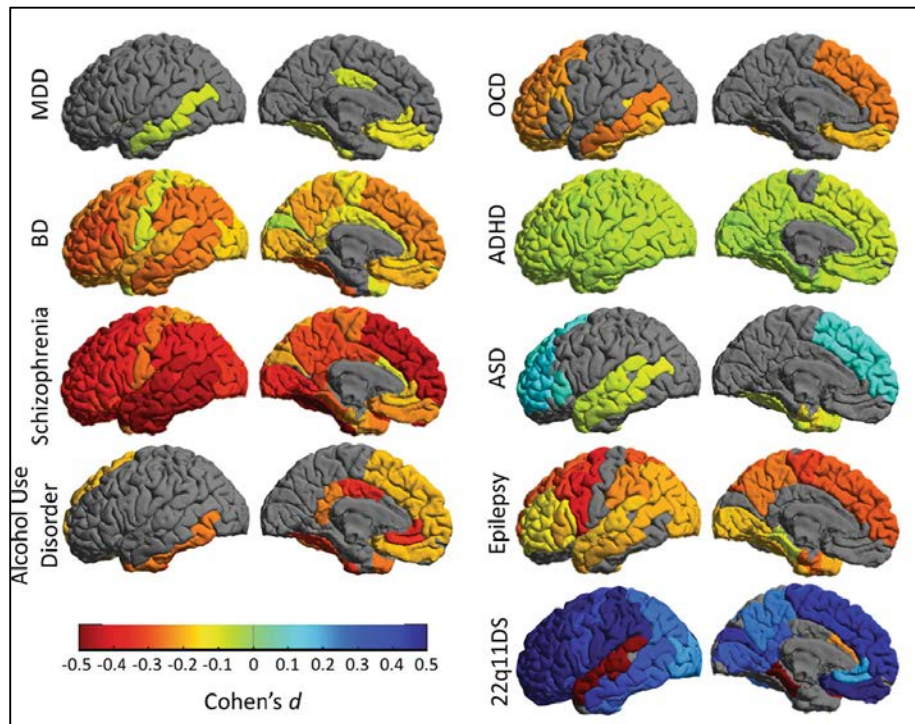 MDD
BD
Schizophrenia
Alcohol Use
Disorder
-0.5 -0.4 -0.3 -0.2 -0.1 0 0.1 0.2 0.3 0.4 0.5
Cohen's d
OCD
ADHD
ASD
Epilepsy
22q11DS